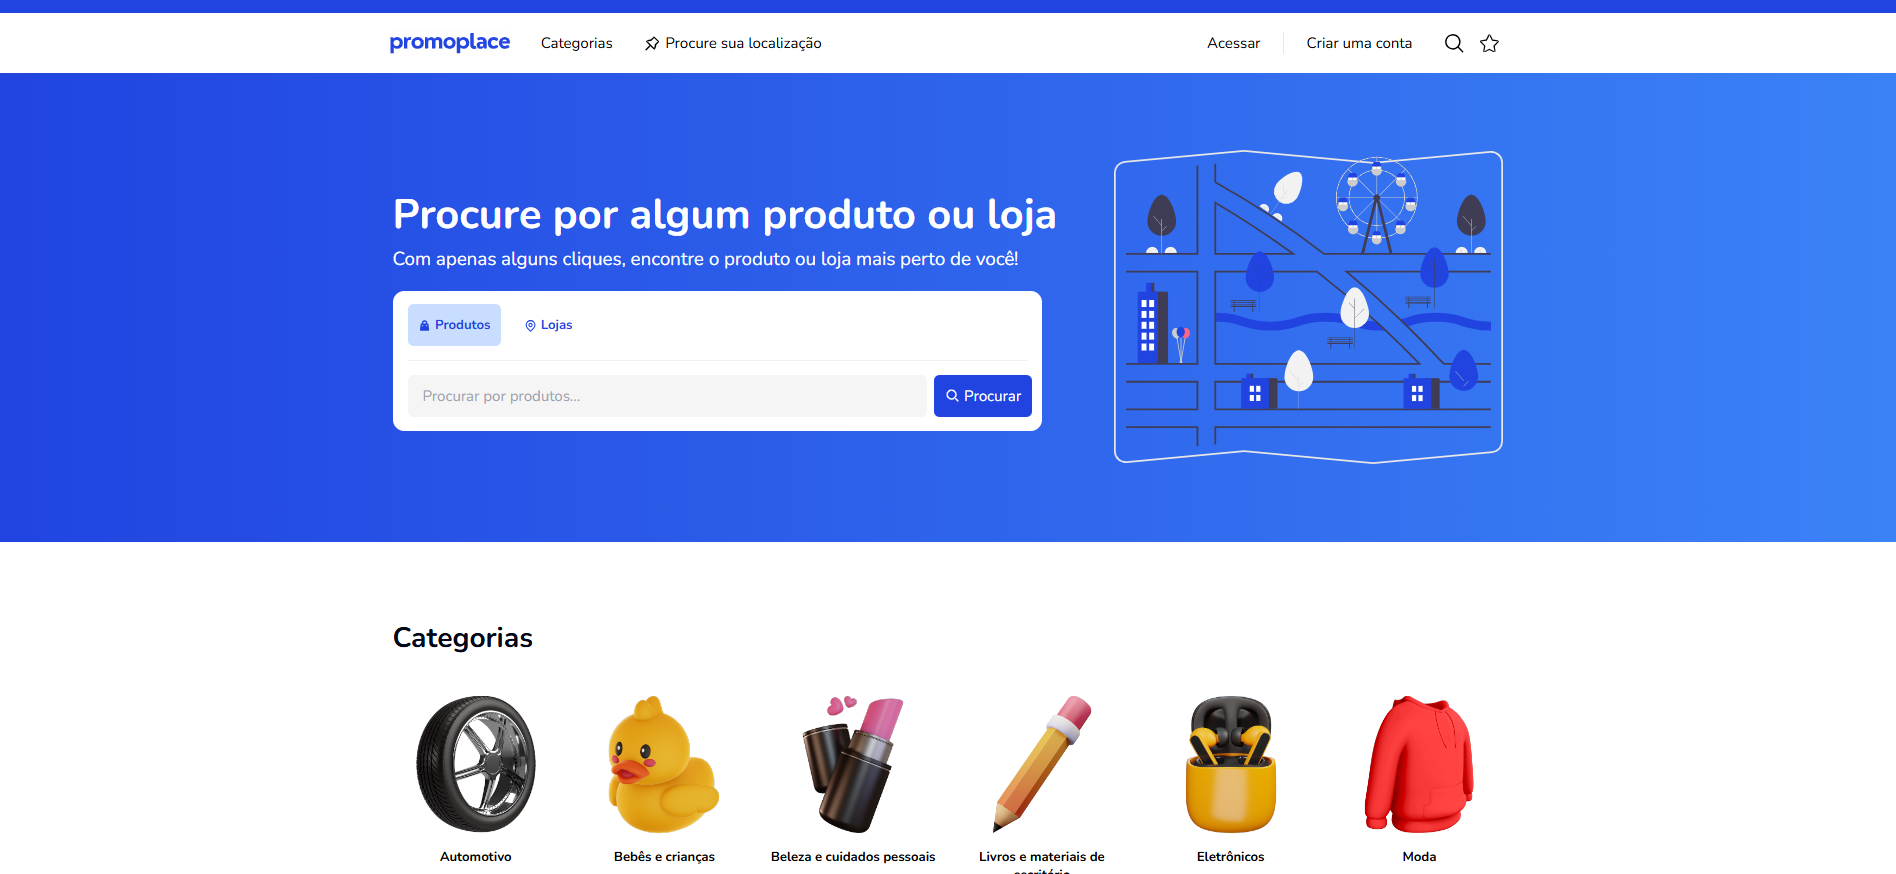 promoplace
Categorias
Procure sua localização
Acessar
Criar uma conta
Procure por algum produto ou loja
Com apenas alguns cliques, encontre o produto ou loja mais perto de você!
Produtos
Lojas
Procurar por produtos...
Procurar
Categorias
Automotivo
Bebês e crianças
Beleza e cuidados pessoais
Livros e materiais de
escritório
Eletrônicos
Moda